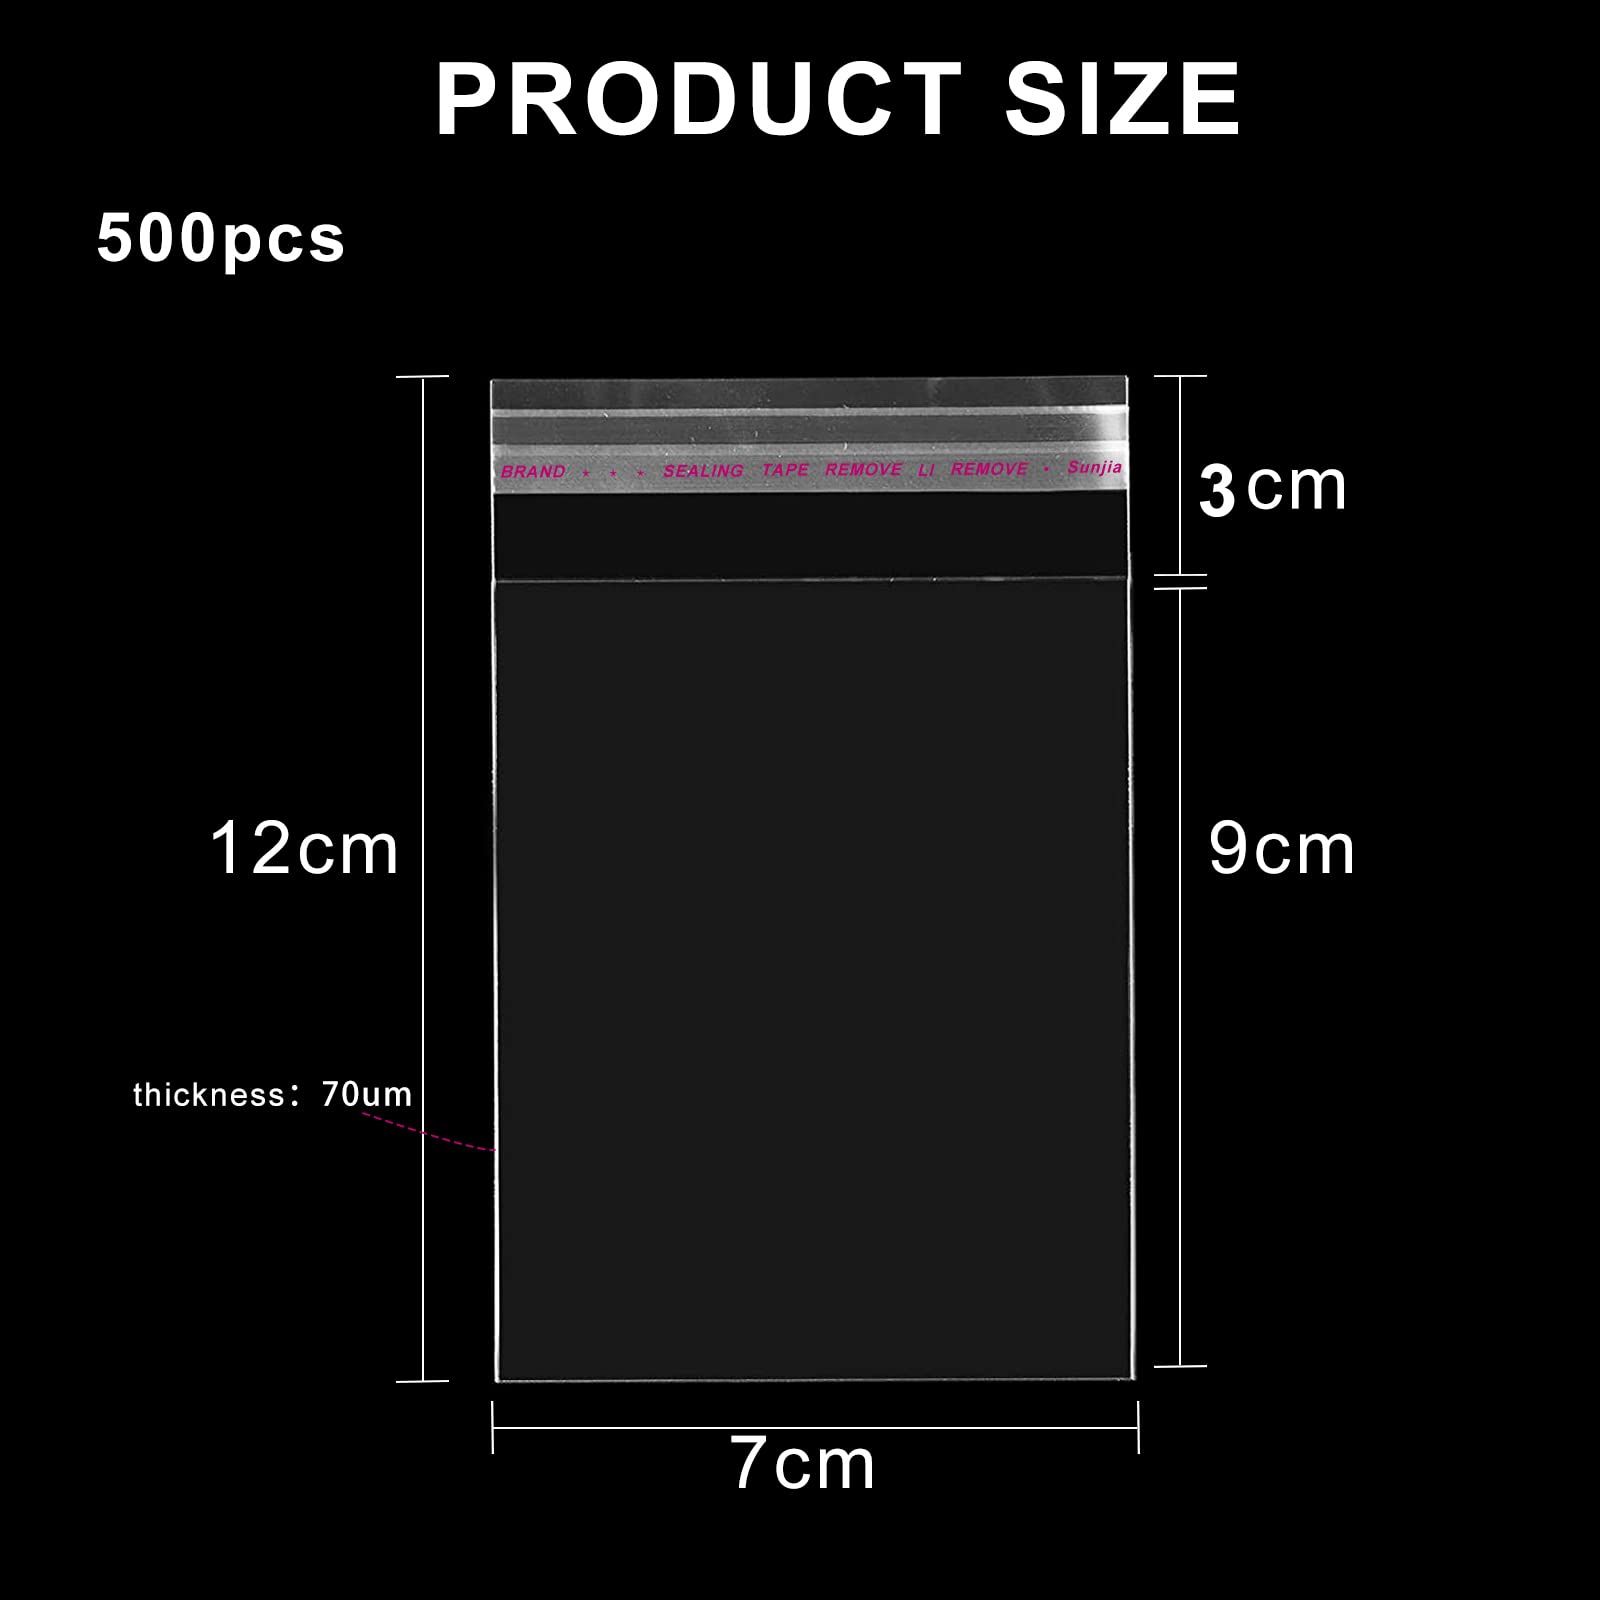 PRODUCT SIZE
500pcs
BRAND * * * SEALING TAPE REMOVE LI REMOVE • Sunjia
3cm
12cm
9cm
thickness：70um
7cm